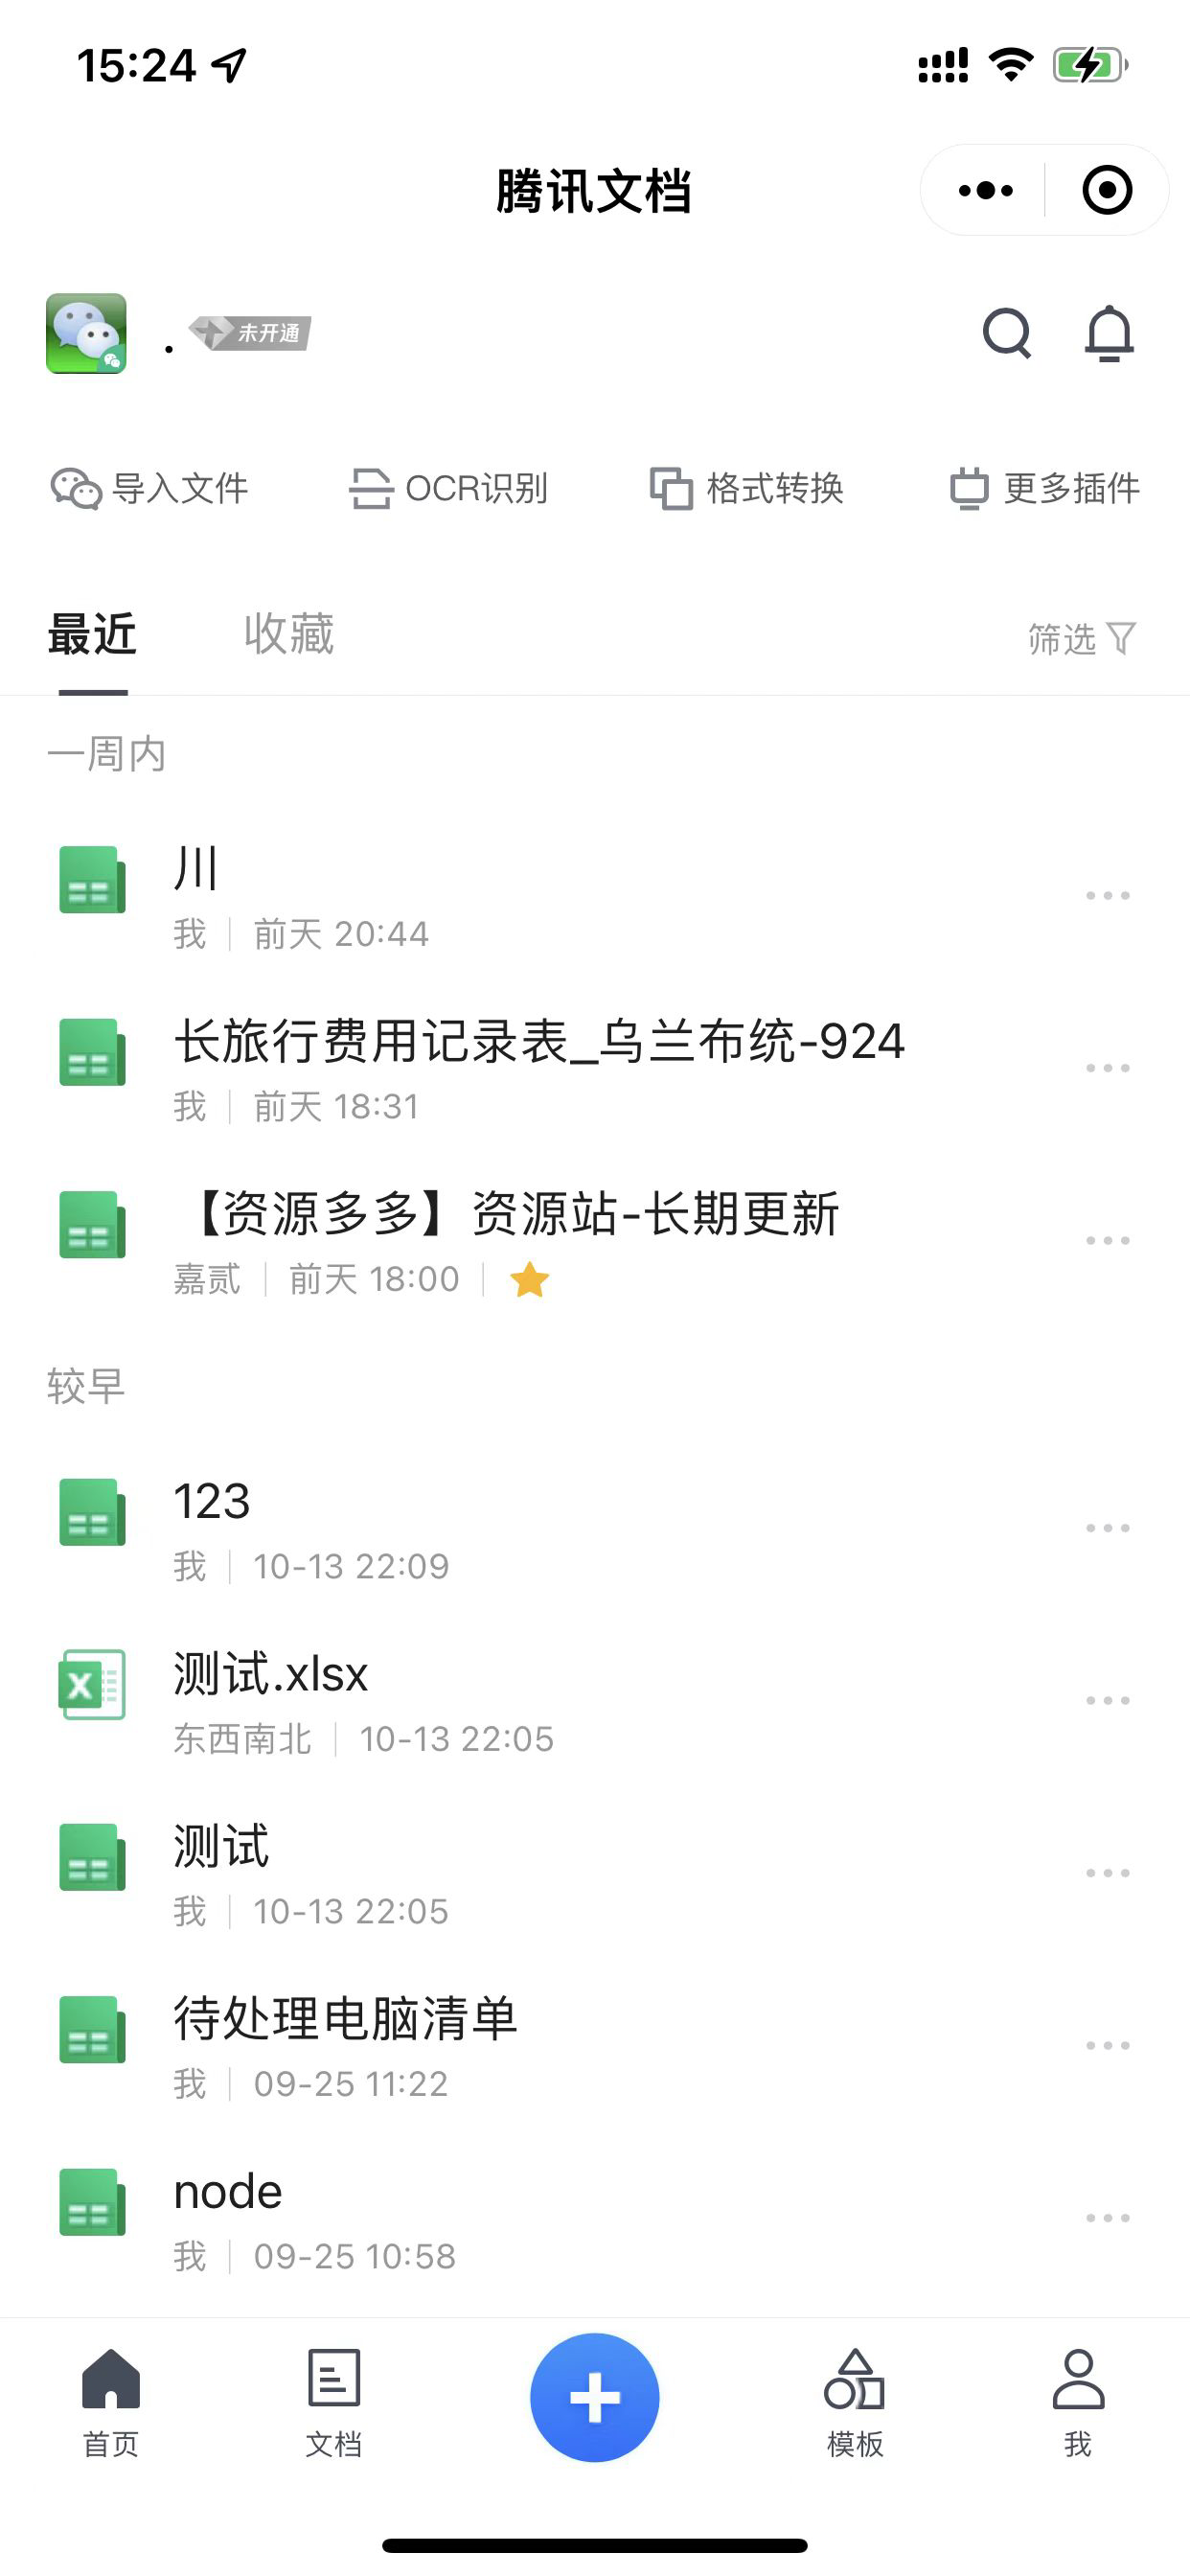 15:24
腾讯文档
. 未开通
导入文件 OCR识别 格式转换 更多插件
最近 收藏 筛选
一周内
川
我 | 前天 20:44
长旅行费用记录表_乌兰布统-924
我 | 前天 18:31
【资源多多】资源站-长期更新
嘉贰 | 前天 18:00 |
较早
123
我 | 10-13 22:09
测试.xlsx
东西南北 | 10-13 22:05
测试
我 | 10-13 22:05
待处理电脑清单
我 | 09-25 11:22
node
我 | 09-25 10:58
首页 文档 模板 我